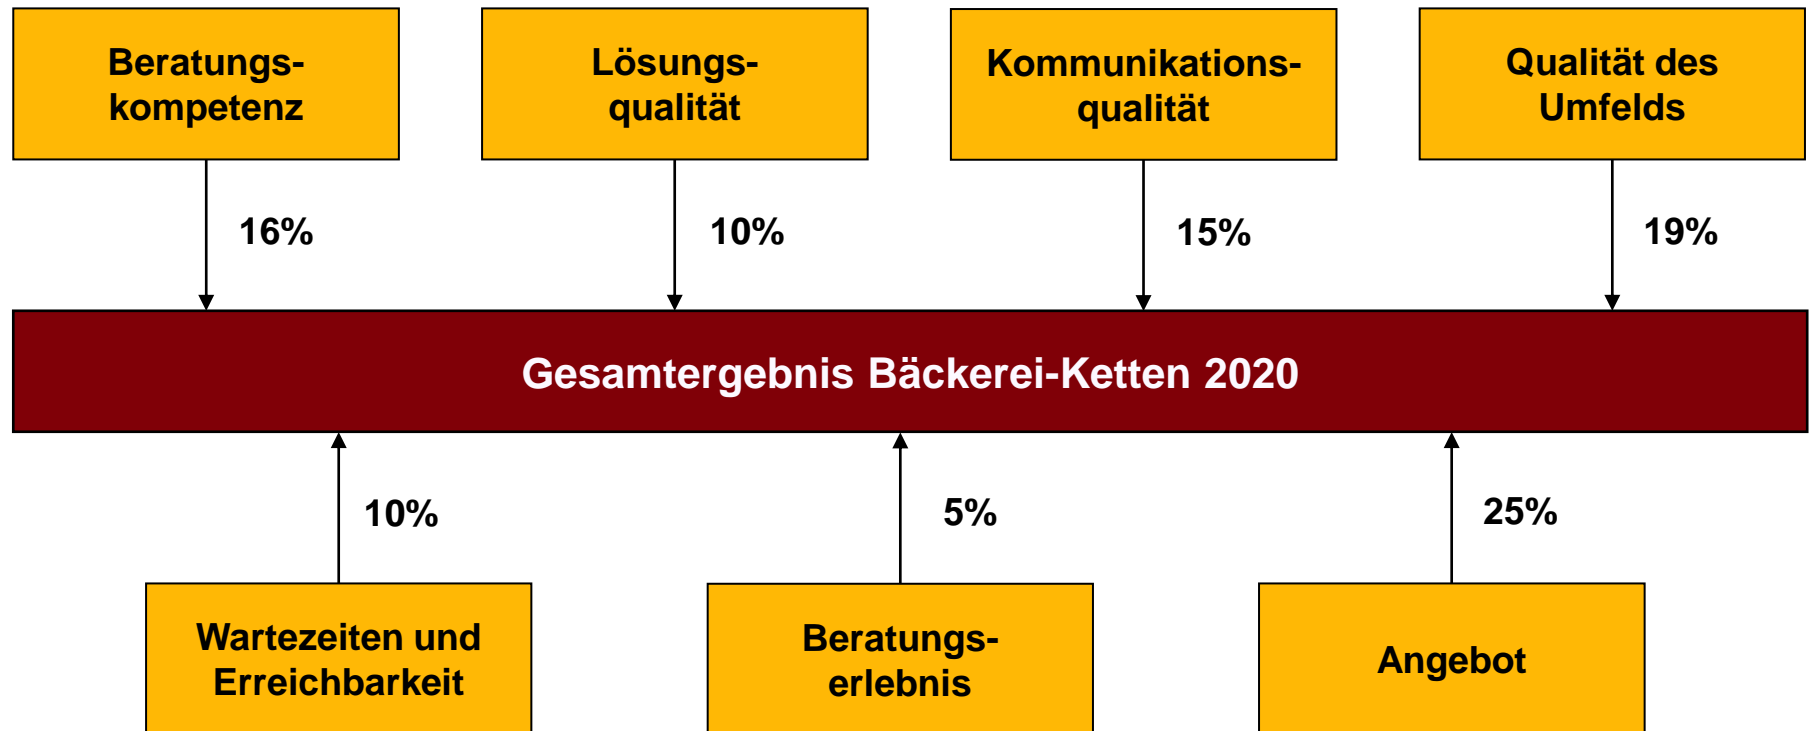 Beratungs-
kompetenz
Lösungs-
qualität
Kommunikations-
qualität
Qualität des
Umfelds
16%
10%
15%
19%
Gesamtergebnis Bäckerei-Ketten 2020
10%
5%
25%
Wartezeiten und
Erreichbarkeit
Beratungs-
erlebnis
Angebot